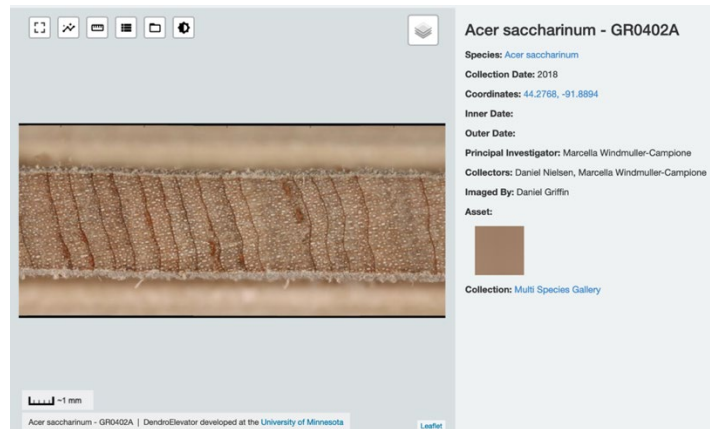 Acer saccharinum - GR0402A
Species: Acer saccharinum
Collection Date: 2018
Coordinates: 44.2768, -91.8894
Inner Date:
Outer Date:
Principal Investigator: Marcella Windmuller-Campione
Collectors: Daniel Nielsen, Marcella Windmuller-Campione
Imaged By: Daniel Griffin
Asset:
Collection: Multi Species Gallery
~1 mm
Acer saccharinum - GR0402A | DendroElevator developed at the University of Minnesota
Leaflet